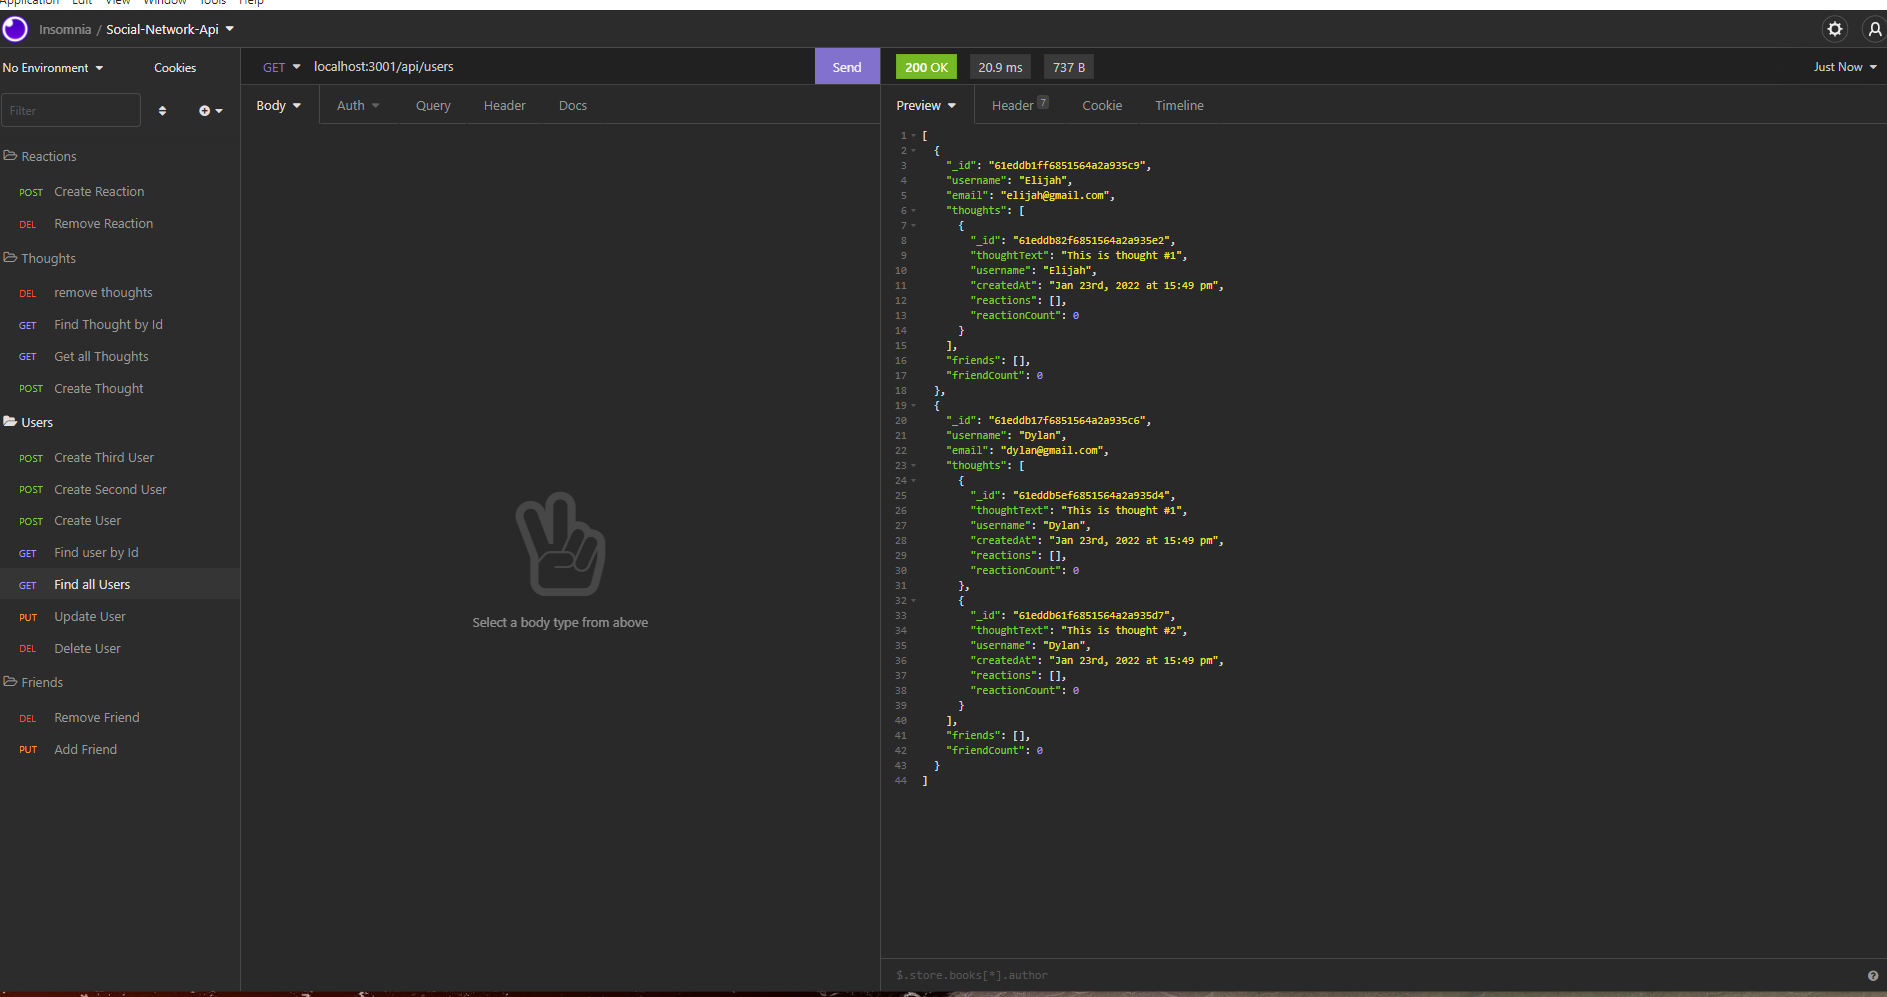 Application Edit View Window Tools Help
Insomnia / Social-Network-Api
No Environment Cookies
Filter
Reactions
POST Create Reaction
DEL Remove Reaction
Thoughts
DEL remove thoughts
GET Find Thought by Id
GET Get all Thoughts
POST Create Thought
Users
POST Create Third User
POST Create Second User
POST Create User
GET Find user by Id
GET Find all Users
PUT Update User
DEL Delete User
Friends
DEL Remove Friend
PUT Add Friend
GET localhost:3001/api/users Send
Body Auth Query Header Docs
Select a body type from above
200 OK 20.9 ms 737 B Just Now
Preview Header 7 Cookie Timeline
1 [
2 {
3 "_id": "61eddb1ff6851564a2a935c9",
4 "username": "Elijah",
5 "email": "elijah@gmail.com",
6 "thoughts": [
7 {
8 "_id": "61eddb82f6851564a2a935e2",
9 "thoughtText": "This is thought #1",
10 "username": "Elijah",
11 "createdAt": "Jan 23rd, 2022 at 15:49 pm",
12 "reactions": [],
13 "reactionCount": 0
14 }
15 ],
16 "friends": [],
17 "friendCount": 0
18 },
19 {
20 "_id": "61eddb17f6851564a2a935c6",
21 "username": "Dylan",
22 "email": "dylan@gmail.com",
23 "thoughts": [
24 {
25 "_id": "61eddb5ef6851564a2a935d4",
26 "thoughtText": "This is thought #1",
27 "username": "Dylan",
28 "createdAt": "Jan 23rd, 2022 at 15:49 pm",
29 "reactions": [],
30 "reactionCount": 0
31 },
32 {
33 "_id": "61eddb61f6851564a2a935d7",
34 "thoughtText": "This is thought #2",
35 "username": "Dylan",
36 "createdAt": "Jan 23rd, 2022 at 15:49 pm",
37 "reactions": [],
38 "reactionCount": 0
39 }
40 ],
41 "friends": [],
42 "friendCount": 0
43 }
44 ]
$.store.books[*].author